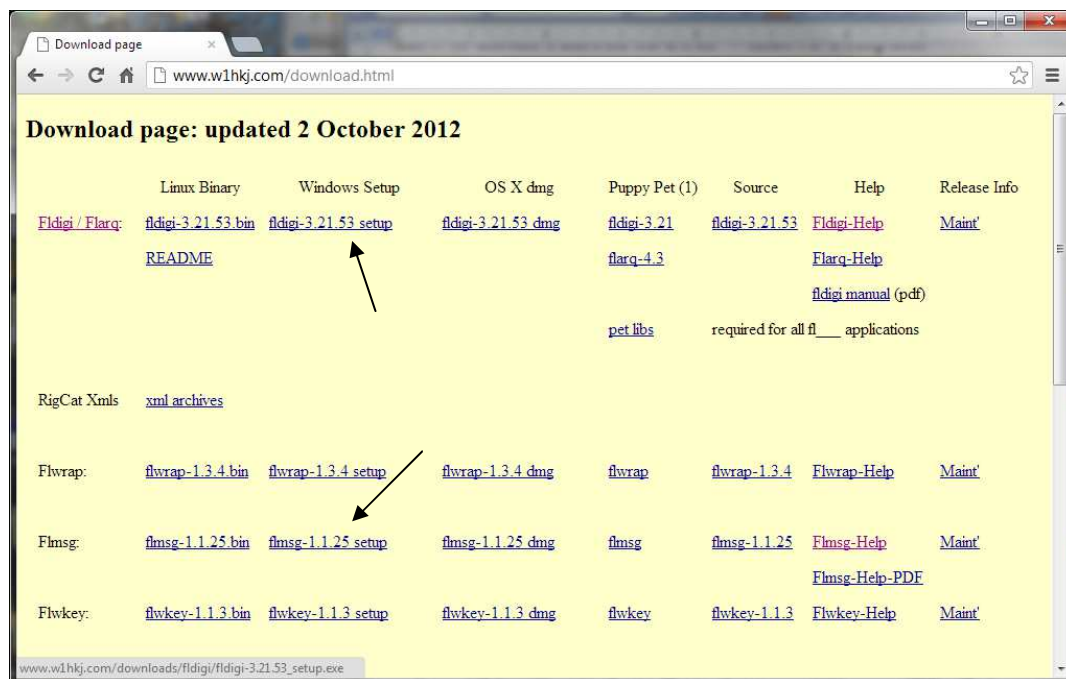 Download page
www.w1hkj.com/download.html
Download page: updated 2 October 2012
Linux Binary Windows Setup OS X dmg Puppy Pet (1) Source Help Release Info
Fldigi / Flarq: fldigi-3.21.53.bin fldigi-3.21.53 setup fldigi-3.21.53 dmg fldigi-3.21 fldigi-3.21.53 Fldigi-Help Maint'
README flarq-4.3 Flarq-Help
fldigi manual (pdf)
pet libs required for all fl___ applications
RigCat Xmls xml archives
Flwrap: flwrap-1.3.4.bin flwrap-1.3.4 setup flwrap-1.3.4 dmg flwrap flwrap-1.3.4 Flwrap-Help Maint'
Flmsg: flmsg-1.1.25.bin flmsg-1.1.25 setup flmsg-1.1.25 dmg flmsg flmsg-1.1.25 Flmsg-Help Maint'
Flmsg-Help-PDF
Flwkey: flwkey-1.1.3.bin flwkey-1.1.3 setup flwkey-1.1.3 dmg flwkey flwkey-1.1.3 Flwkey-Help Maint'
www.w1hkj.com/downloads/fldigi/fldigi-3.21.53_setup.exe